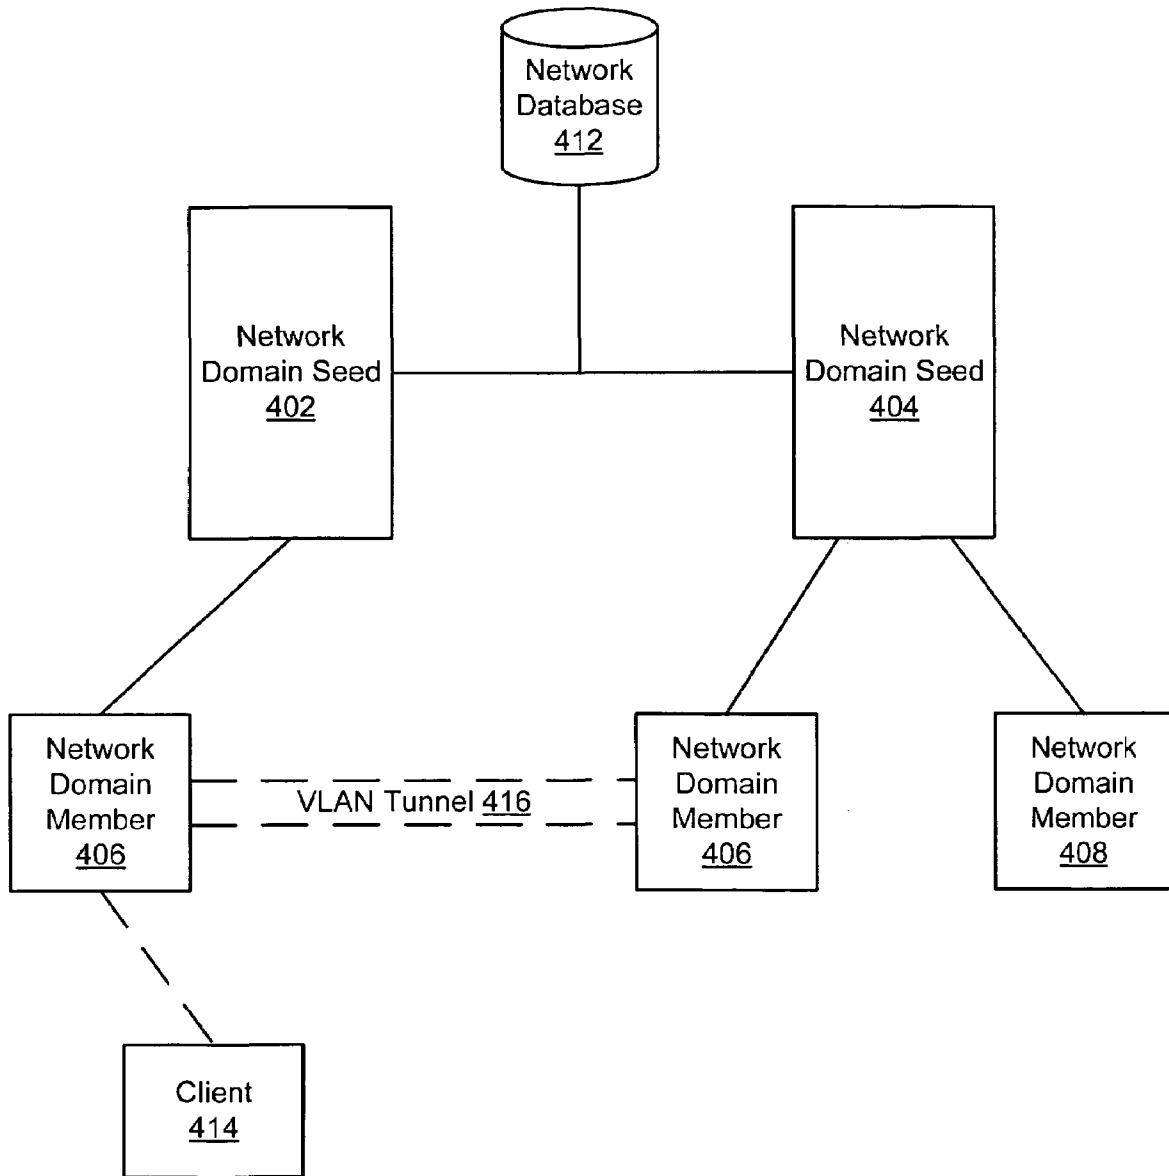 Network
Database
412
Network
Domain Seed
402
Network
Domain Seed
404
Network
Domain
Member
406
VLAN Tunnel 416
Network
Domain
Member
406
Network
Domain
Member
408
Client
414